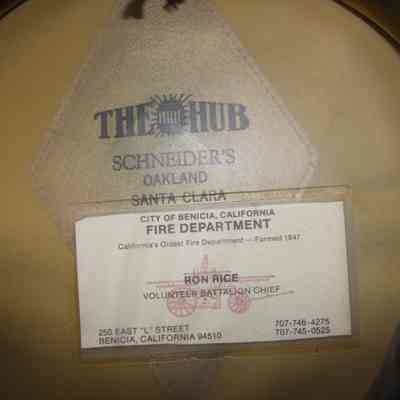 THE HUB
SCHNEIDER'S
OAKLAND
SANTA CLARA
CITY OF BENICIA, CALIFORNIA
FIRE DEPARTMENT
California's Oldest Fire Department — Formed 1847
RON RICE
VOLUNTEER BATTALION CHIEF
250 EAST "L" STREET
BENICIA, CALIFORNIA 94510
707-746-4275
707-745-0525